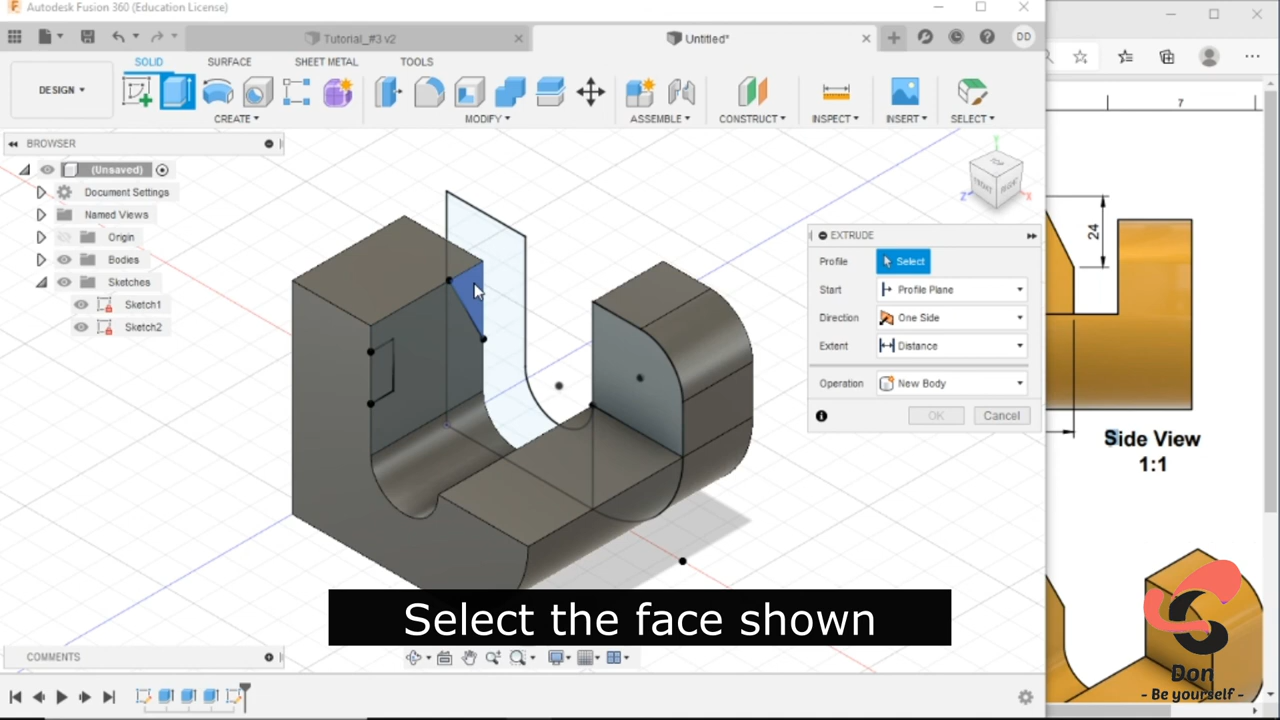 Autodesk Fusion 360 (Education License)
Tutorial_#3 v2
Untitled*
DD
DESIGN
SOLID
SURFACE
SHEET METAL
TOOLS
CREATE
MODIFY
ASSEMBLE
CONSTRUCT
INSPECT
INSERT
SELECT
BROWSER
(Unsaved)
Document Settings
Named Views
Origin
Bodies
Sketches
Sketch1
Sketch2
TOP
FRONT
RIGHT
Y
Z
X
EXTRUDE
Profile
Select
Start
Profile Plane
Direction
One Side
Extent
Distance
Operation
New Body
OK
Cancel
7
24
Side View
1:1
Select the face shown
COMMENTS
Don
- Be yourself -